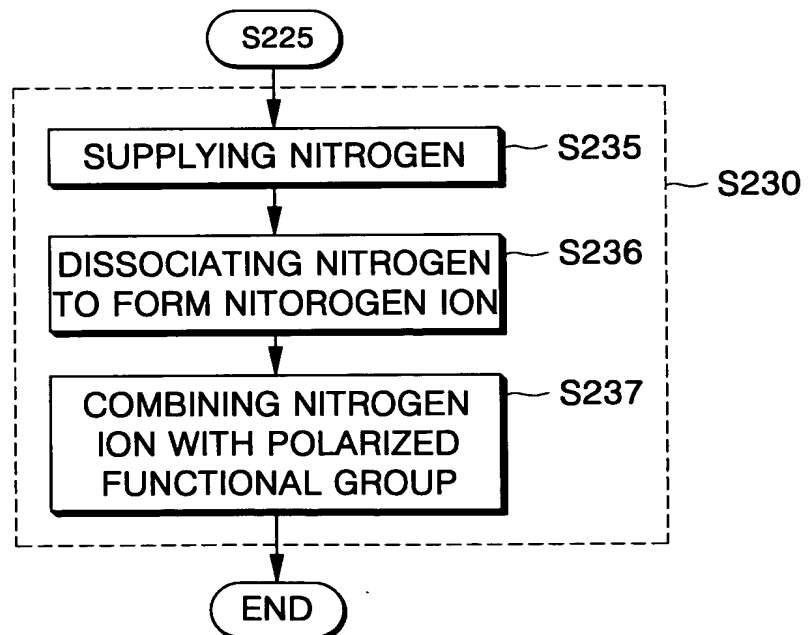 S225
SUPPLYING NITROGEN
S235
S230
DISSOCIATING NITROGEN
TO FORM NITOROGEN ION
S236
COMBINING NITROGEN
ION WITH POLARIZED
FUNCTIONAL GROUP
S237
END